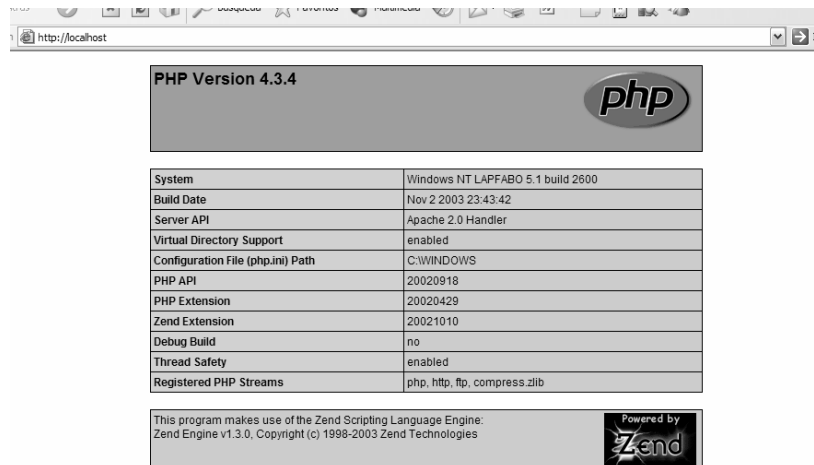 Búsqueda Favoritos Multimedia
http://localhost
PHP Version 4.3.4
php
System Windows NT LAPFABO 5.1 build 2600
Build Date Nov 2 2003 23:43:42
Server API Apache 2.0 Handler
Virtual Directory Support enabled
Configuration File (php.ini) Path C:\WINDOWS
PHP API 20020918
PHP Extension 20020429
Zend Extension 20021010
Debug Build no
Thread Safety enabled
Registered PHP Streams php, http, ftp, compress.zlib
This program makes use of the Zend Scripting Language Engine:
Zend Engine v1.3.0, Copyright (c) 1998-2003 Zend Technologies
Powered by
Zend